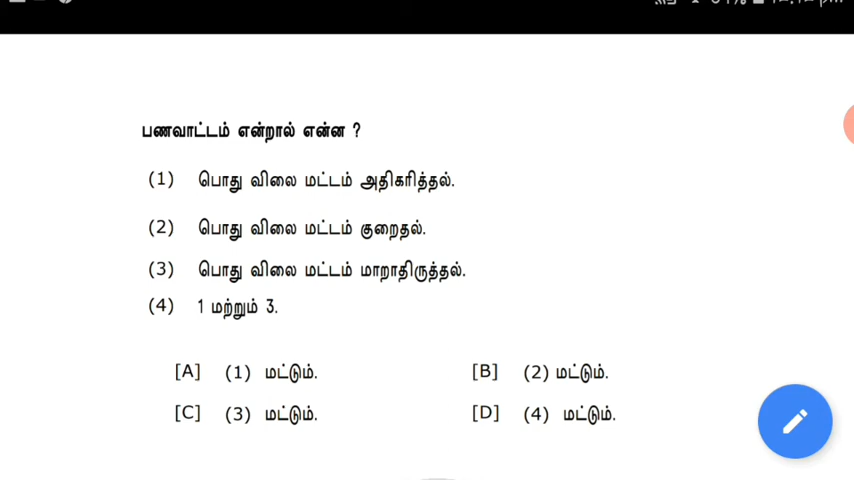 பணவாட்டம் என்றால் என்ன ?
(1) பொது விலை மட்டம் அதிகரித்தல்.
(2) பொது விலை மட்டம் குறைதல்.
(3) பொது விலை மட்டம் மாறாதிருத்தல்.
(4) 1 மற்றும் 3.
[A] (1) மட்டும். [B] (2) மட்டும்.
[C] (3) மட்டும். [D] (4) மட்டும்.